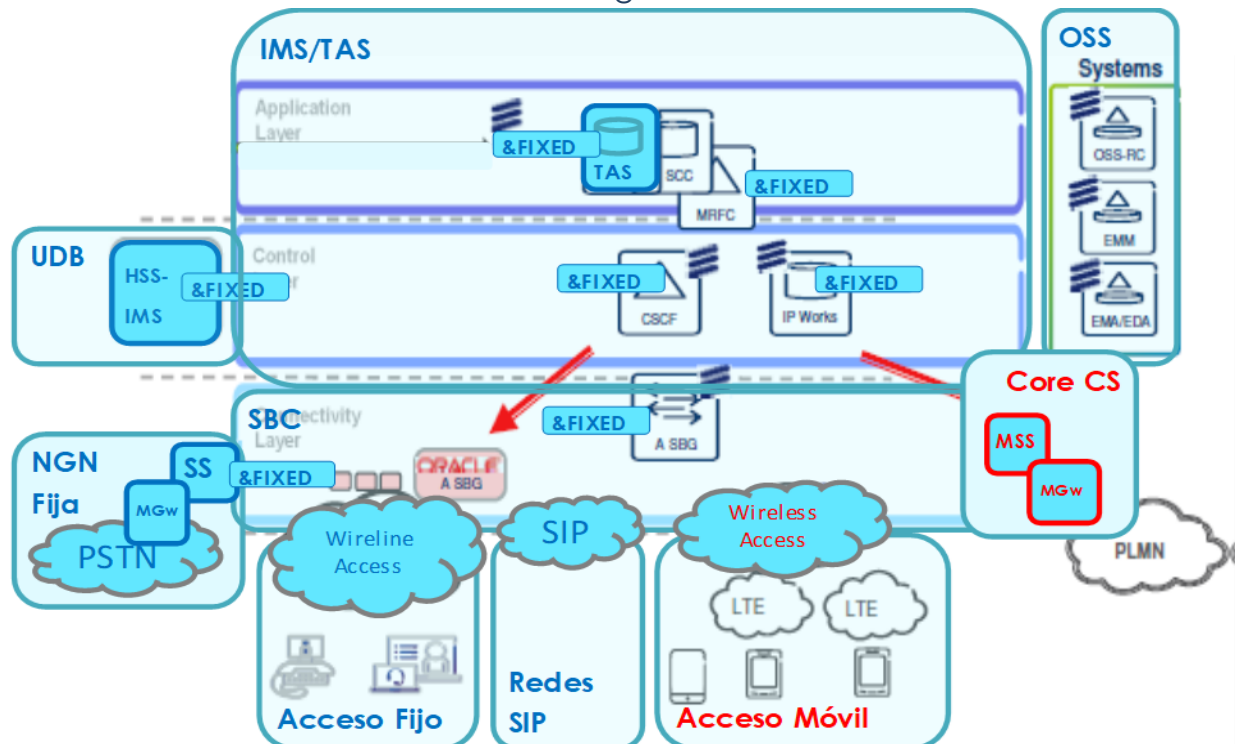 IMS/TAS
OSS
Systems
Application
Layer
&FIXED
TAS
SCC
&FIXED
MRFC
OSS-RC
EMM
EMA/EDA
UDB
HSS-
IMS
&FIXED
Control
&FIXED
CSCF
&FIXED
IP Works
Core CS
MSS
MGw
SBC
Layer
&FIXED
A SBG
ORACLE
A SBG
NGN
Fija
SS
&FIXED
MGw
PSTN
Wireline
Access
SIP
Wireless
Access
PLMN
LTE
LTE
Acceso Fijo
Redes
SIP
Acceso Móvil